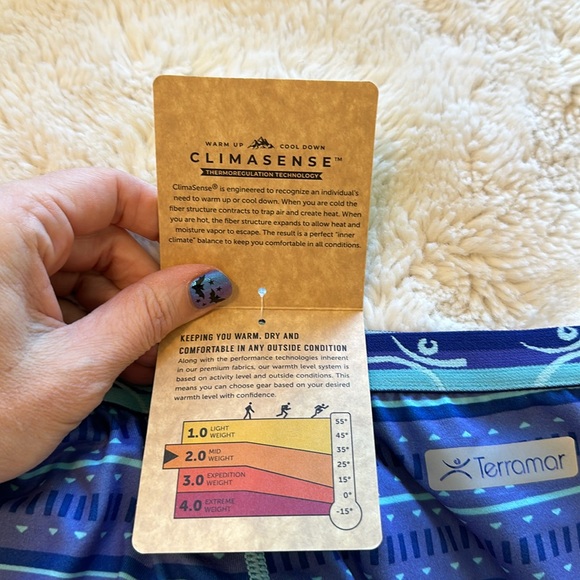 WARM UP COOL DOWN
CLIMASENSE™
THERMOREGULATION TECHNOLOGY
ClimaSense® is engineered to recognize an individual's
need to warm up or cool down. When you are cold the
fiber structure contracts to trap air and create heat. When
you are hot, the fiber structure expands to allow heat and
moisture vapor to escape. The result is a perfect "inner
climate" balance to keep you comfortable in all conditions.
KEEPING YOU WARM, DRY AND
COMFORTABLE IN ANY OUTSIDE CONDITION
Along with the performance technologies inherent
in our premium fabrics, our warmth level system is
based on activity level and outside conditions. This
means you can choose gear based on your desired
warmth level with confidence.
1.0 LIGHT WEIGHT
2.0 MID WEIGHT
3.0 EXPEDITION WEIGHT
4.0 EXTREME WEIGHT
55°
45°
35°
25°
15°
0°
-15°
Terramar